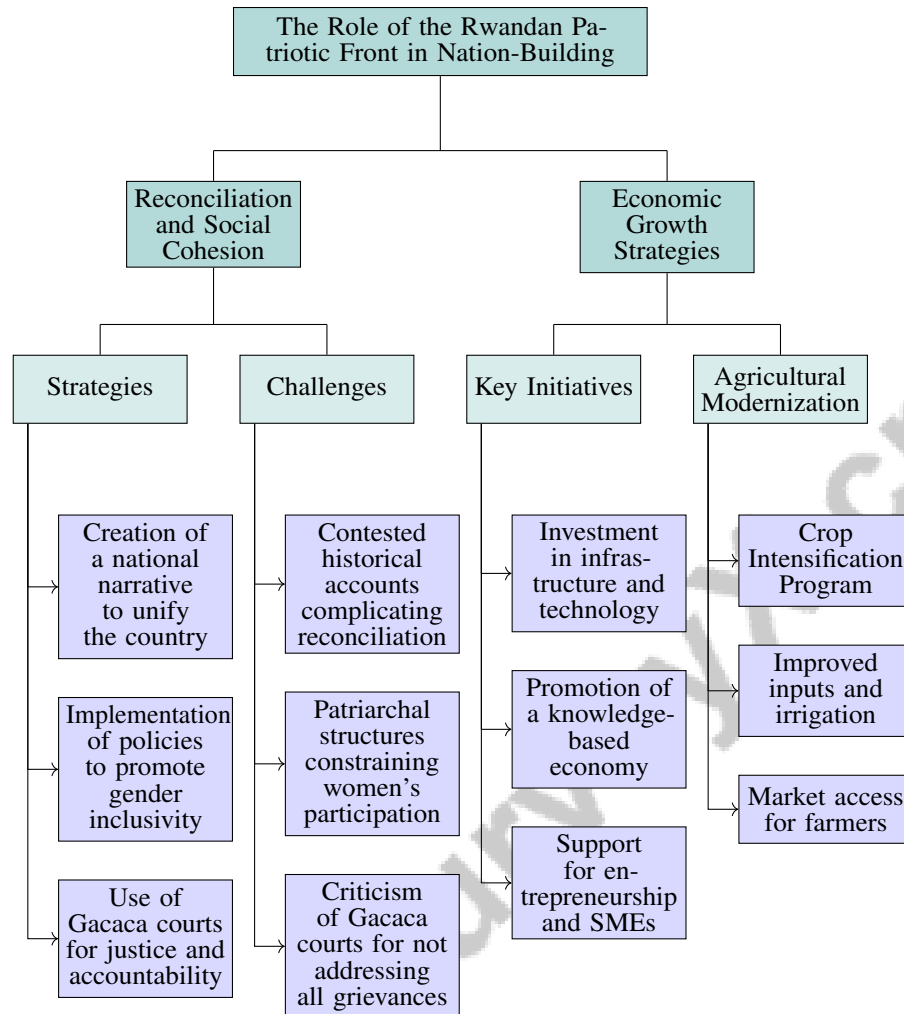 The Role of the Rwandan Pa-
triotic Front in Nation-Building
Reconciliation
and Social
Cohesion
Economic
Growth
Strategies
Strategies
Challenges
Key Initiatives
Agricultural
Modernization
Creation of
a national
narrative
to unify
the country
Implementation
of policies
to promote
gender
inclusivity
Use of
Gacaca courts
for justice and
accountability
Contested
historical
accounts
complicating
reconciliation
Patriarchal
structures
constraining
women's
participation
Criticism
of Gacaca
courts for not
addressing
all grievances
Investment
in infras-
tructure and
technology
Promotion of
a knowledge-
based
economy
Support
for en-
trepreneurship
and SMEs
Crop
Intensification
Program
Improved
inputs and
irrigation
Market access
for farmers